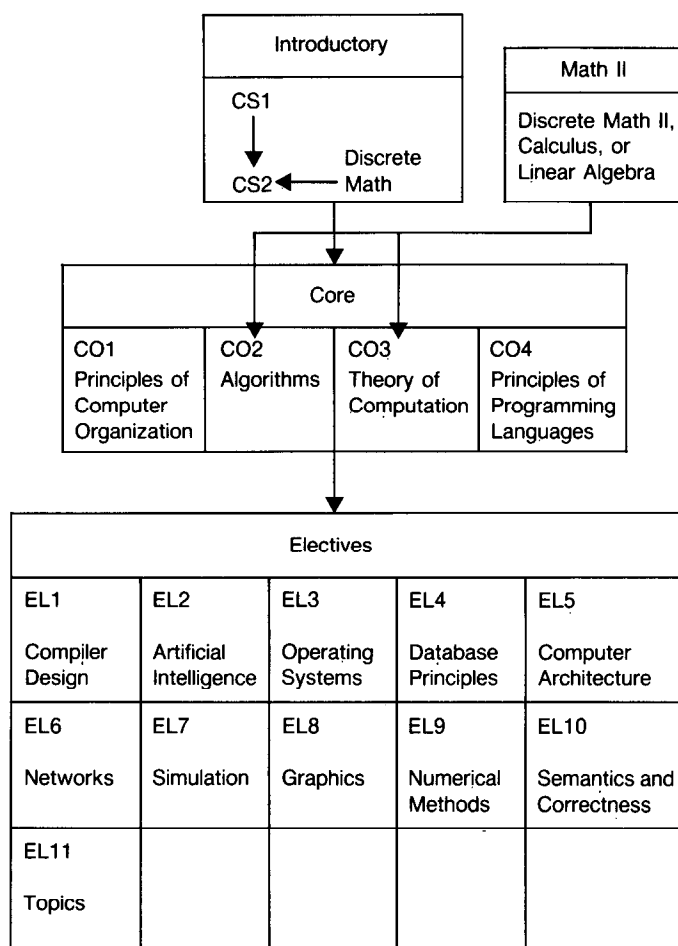 Introductory
CS1
CS2
Discrete
Math
Math II
Discrete Math II,
Calculus, or
Linear Algebra
Core
CO1
Principles of
Computer
Organization
CO2
Algorithms
CO3
Theory of
Computation
CO4
Principles of
Programming
Languages
Electives
EL1
Compiler
Design
EL2
Artificial
Intelligence
EL3
Operating
Systems
EL4
Database
Principles
EL5
Computer
Architecture
EL6
Networks
EL7
Simulation
EL8
Graphics
EL9
Numerical
Methods
EL10
Semantics and
Correctness
EL11
Topics